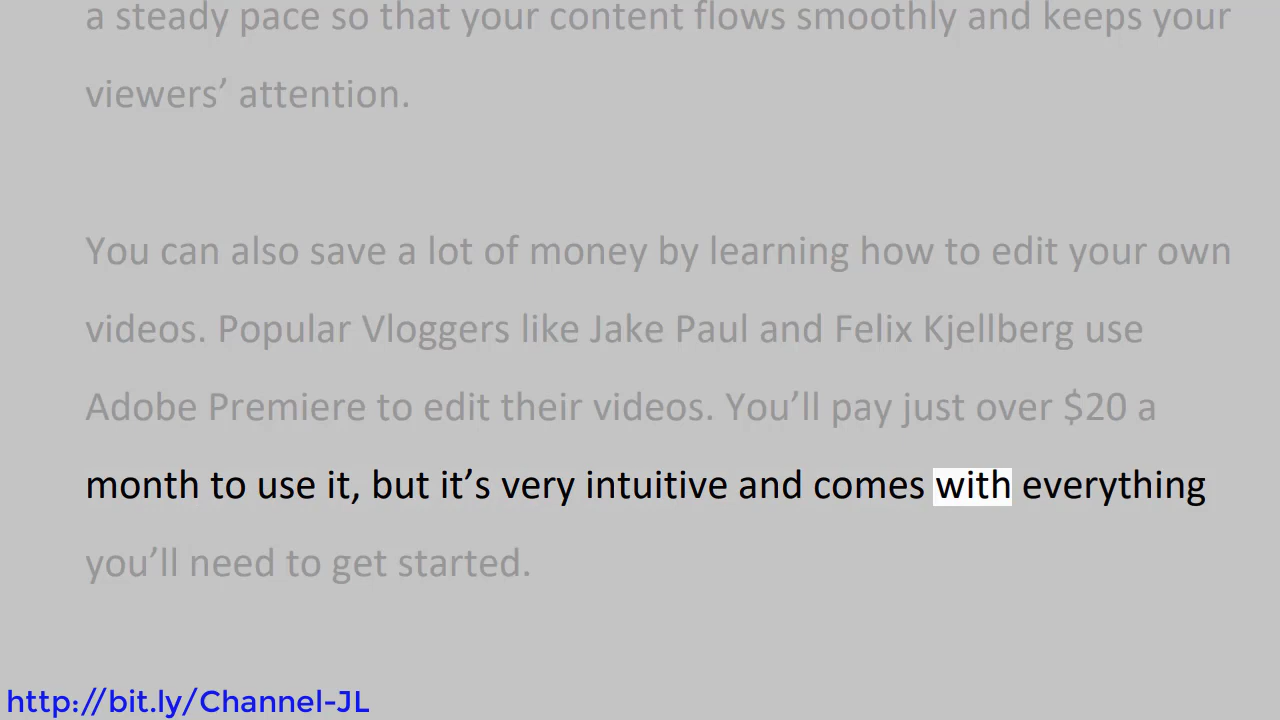 a steady pace so that your content flows smoothly and keeps your
viewers’ attention.
You can also save a lot of money by learning how to edit your own
videos. Popular Vloggers like Jake Paul and Felix Kjellberg use
Adobe Premiere to edit their videos. You’ll pay just over $20 a
month to use it, but it’s very intuitive and comes with everything
you’ll need to get started.
http://bit.ly/Channel-JL